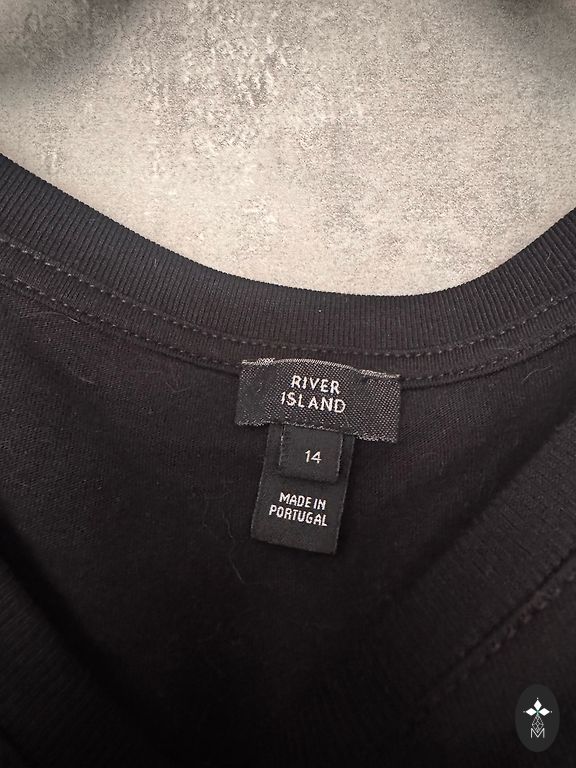 RIVER
ISLAND
14
MADE IN
PORTUGAL